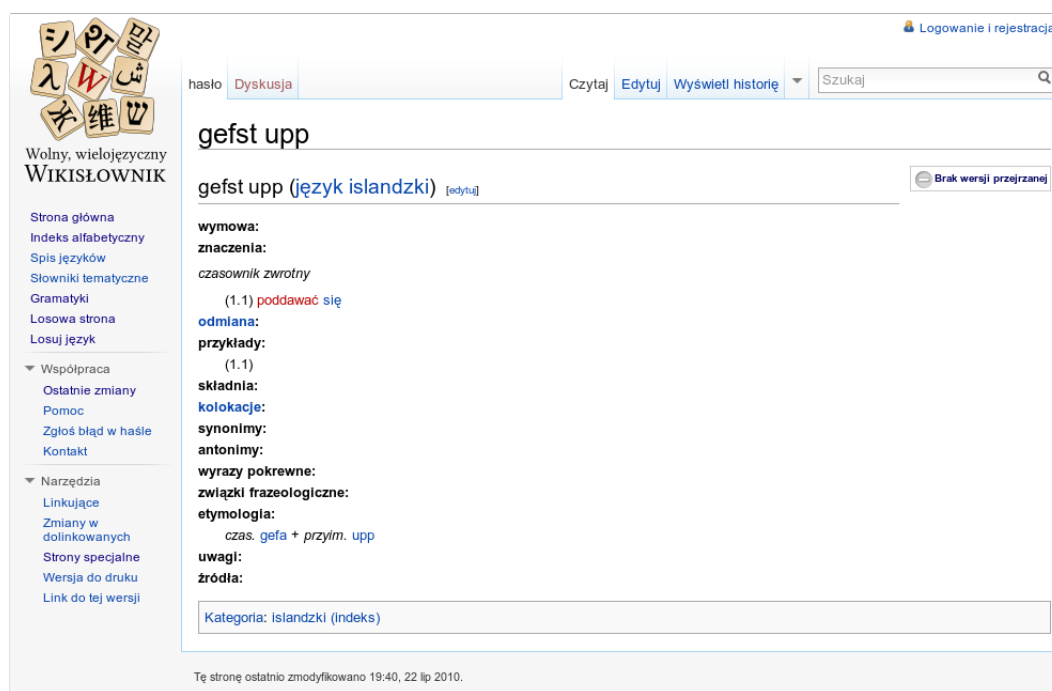 Logowanie i rejestracja
シ ק 말
λ W ش
维 ש
Wolny, wielojęzyczny
WIKISŁOWNIK
hasło Dyskusja Czytaj Edytuj Wyświetl historię Szukaj
gefst upp
gefst upp (język islandzki) [edytuj]
Brak wersji przejrzanej
wymowa:
znaczenia:
czasownik zwrotny
(1.1) poddawać się
odmiana:
przykłady:
(1.1)
składnia:
kolokacje:
synonimy:
antonimy:
wyrazy pokrewne:
związki frazeologiczne:
etymologia:
czas. gefa + przyim. upp
uwagi:
źródła:
Kategoria: islandzki (indeks)
Strona główna
Indeks alfabetyczny
Spis języków
Słowniki tematyczne
Gramatyki
Losowa strona
Losuj język
Współpraca
Ostatnie zmiany
Pomoc
Zgłoś błąd w haśle
Kontakt
Narzędzia
Linkujące
Zmiany w
dolinkowanych
Strony specjalne
Wersja do druku
Link do tej wersji
Tę stronę ostatnio zmodyfikowano 19:40, 22 lip 2010.